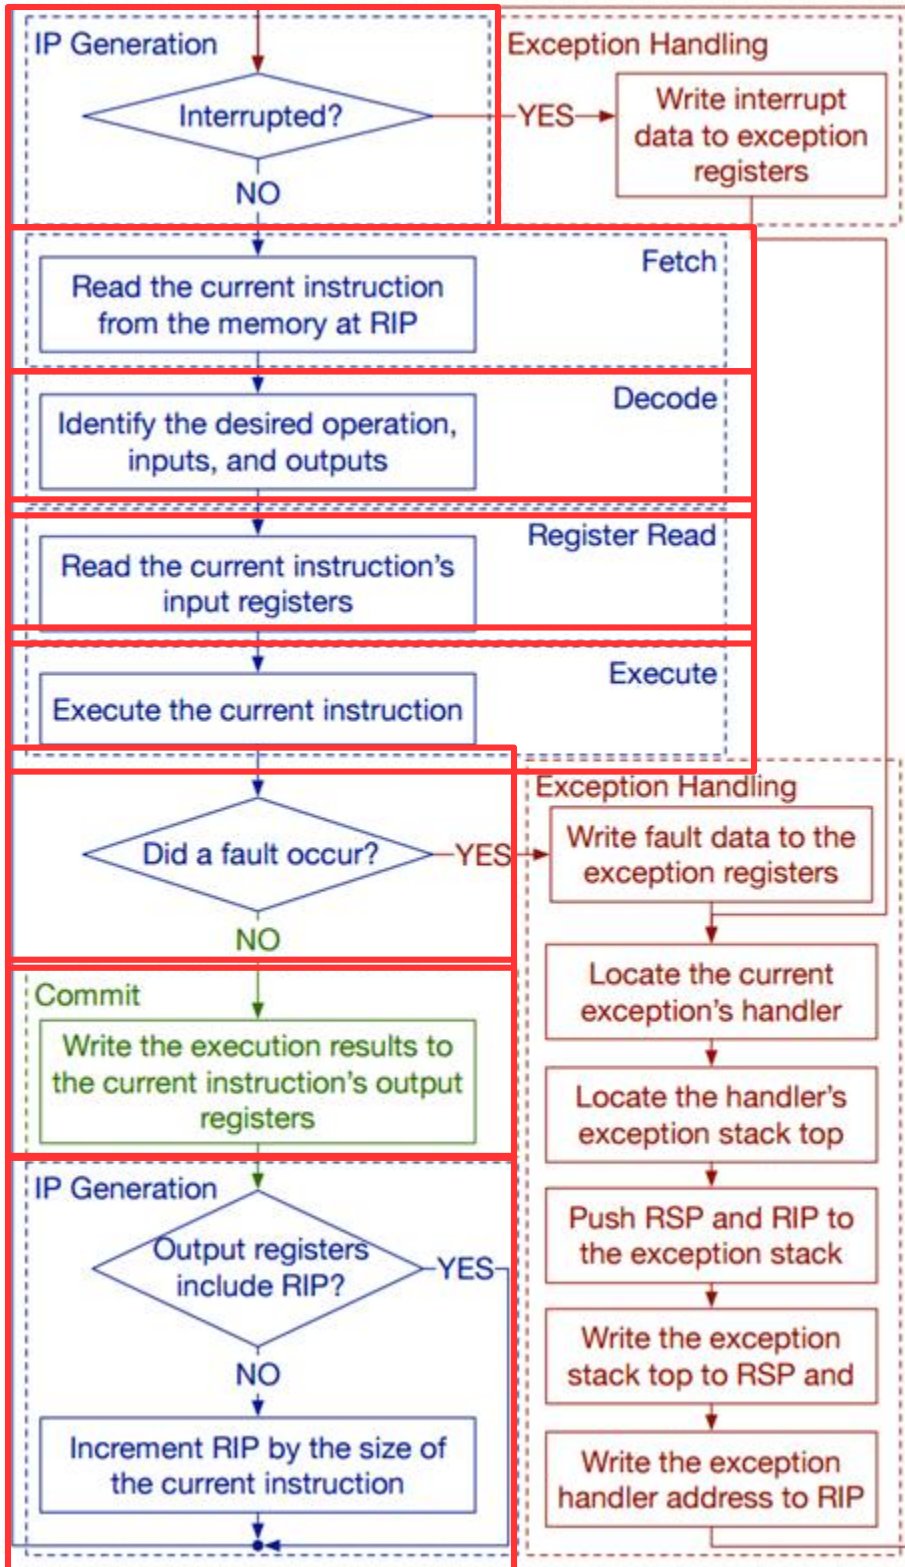 IP Generation
Interrupted?
NO
YES
Exception Handling
Write interrupt
data to exception
registers
Fetch
Read the current instruction
from the memory at RIP
Decode
Identify the desired operation,
inputs, and outputs
Register Read
Read the current instruction's
input registers
Execute
Execute the current instruction
Did a fault occur?
YES
NO
Exception Handling
Write fault data to the
exception registers
Locate the current
exception's handler
Locate the handler's
exception stack top
Push RSP and RIP to
the exception stack
Write the exception
stack top to RSP and
Write the exception
handler address to RIP
Commit
Write the execution results to
the current instruction's output
registers
IP Generation
Output registers
include RIP?
YES
NO
Increment RIP by the size of
the current instruction